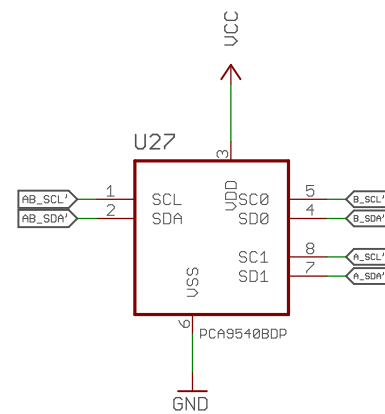 VCC
U27
3
AB_SCL' 1 SCL VDD SC0 5 B_SCL'
AB_SDA' 2 SDA SD0 4 B_SDA'
SC1 8 A_SCL'
VSS SD1 7 A_SDA'
6 PCA9540BDP
GND